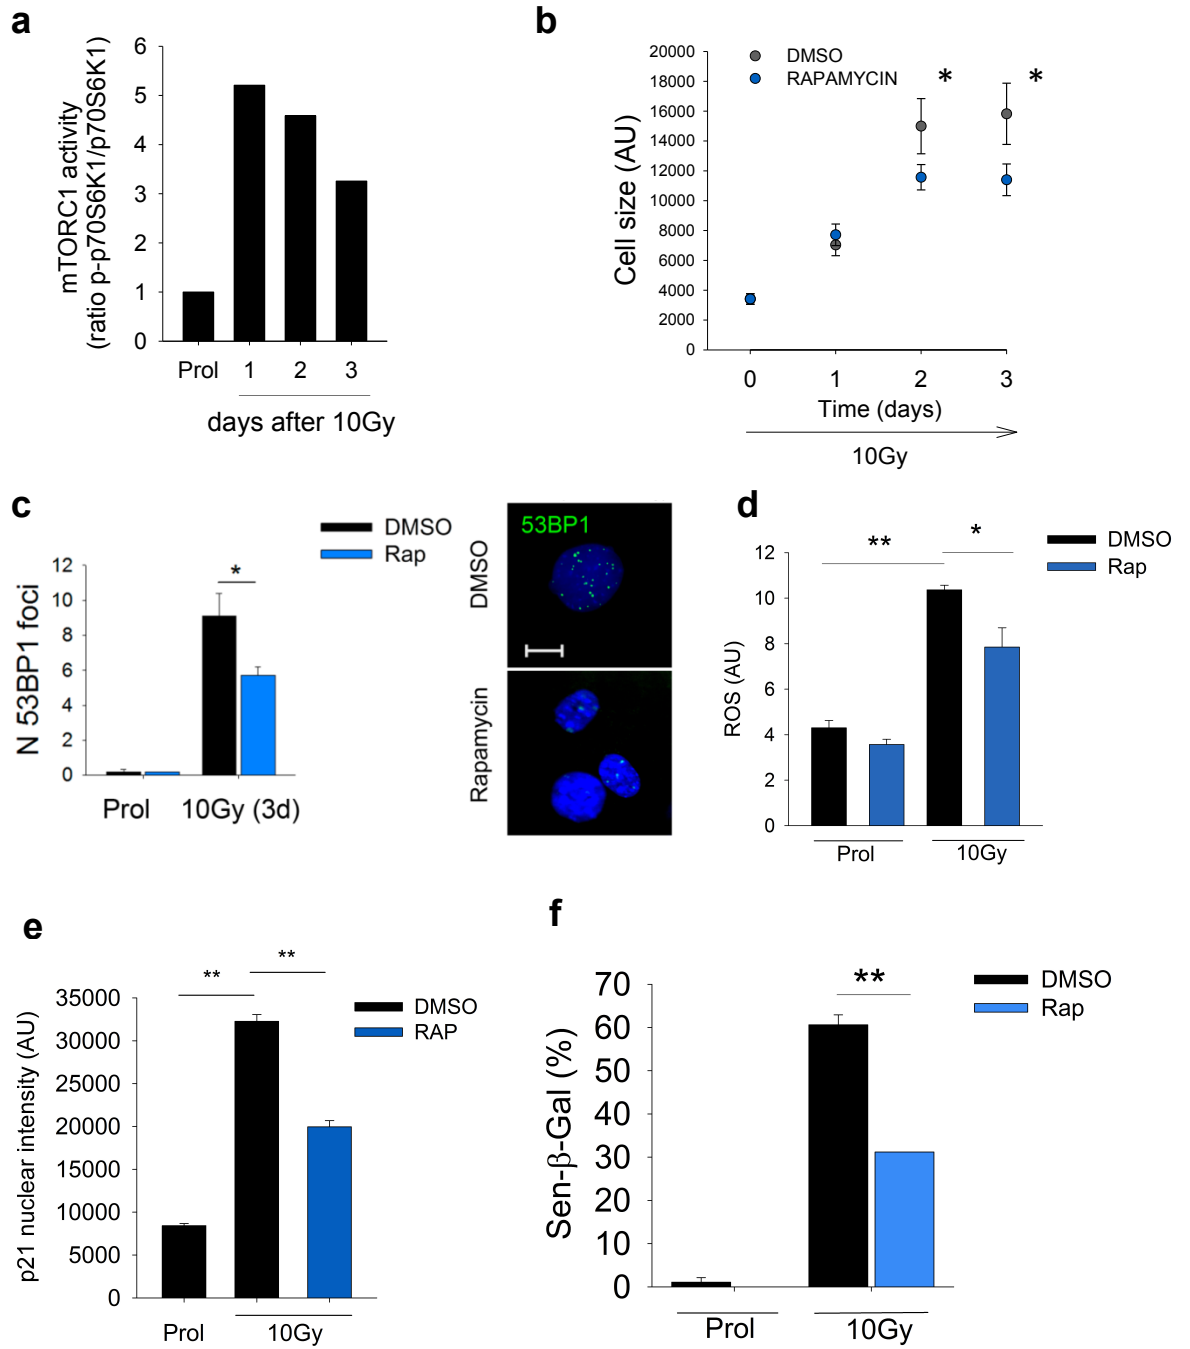 a
mTORC1 activity
(ratio p-p70S6K1/p70S6K1)
6
5
4
3
2
1
0
Prol 1 2 3
days after 10Gy
b
Cell size (AU)
20000
18000
16000
14000
12000
10000
8000
6000
4000
2000
0
DMSO
RAPAMYCIN
* *
0 1 2 3
Time (days)
10Gy
c
N 53BP1 foci
12
10
8
6
4
2
0
DMSO
Rap
*
Prol 10Gy (3d)
DMSO
53BP1
Rapamycin
d
ROS (AU)
12
10
8
6
4
2
0
** *
DMSO
Rap
Prol 10Gy
e
p21 nuclear intensity (AU)
35000
30000
25000
20000
15000
10000
5000
0
** **
DMSO
RAP
Prol 10Gy
f
Sen-β-Gal (%)
70
60
50
40
30
20
10
0
**
DMSO
Rap
Prol 10Gy